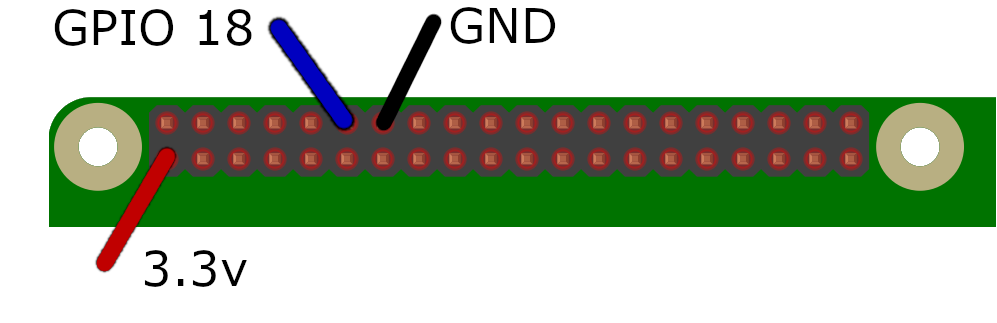 GPIO 18
GND
3.3v